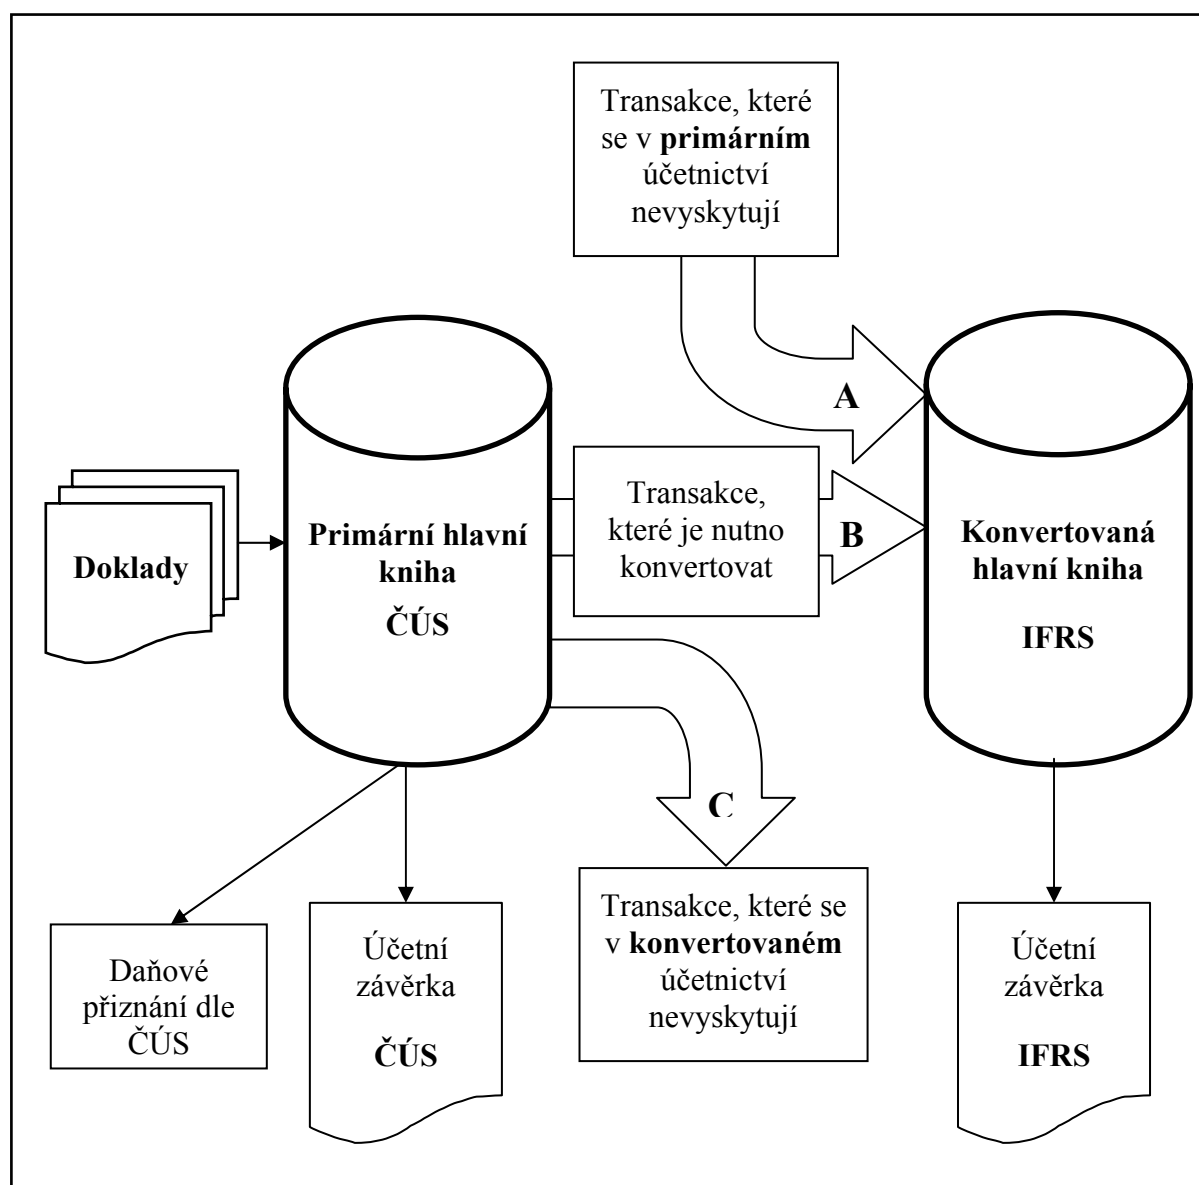 Transakce, které
se v primárním
účetnictví
nevyskytují
A
Doklady
Primární hlavní
kniha
ČÚS
Transakce,
které je nutno
konvertovat
B
Konvertovaná
hlavní kniha
IFRS
C
Daňové
přiznání dle
ČÚS
Účetní
závěrka
ČÚS
Transakce, které se
v konvertovaném
účetnictví
nevyskytují
Účetní
závěrka
IFRS